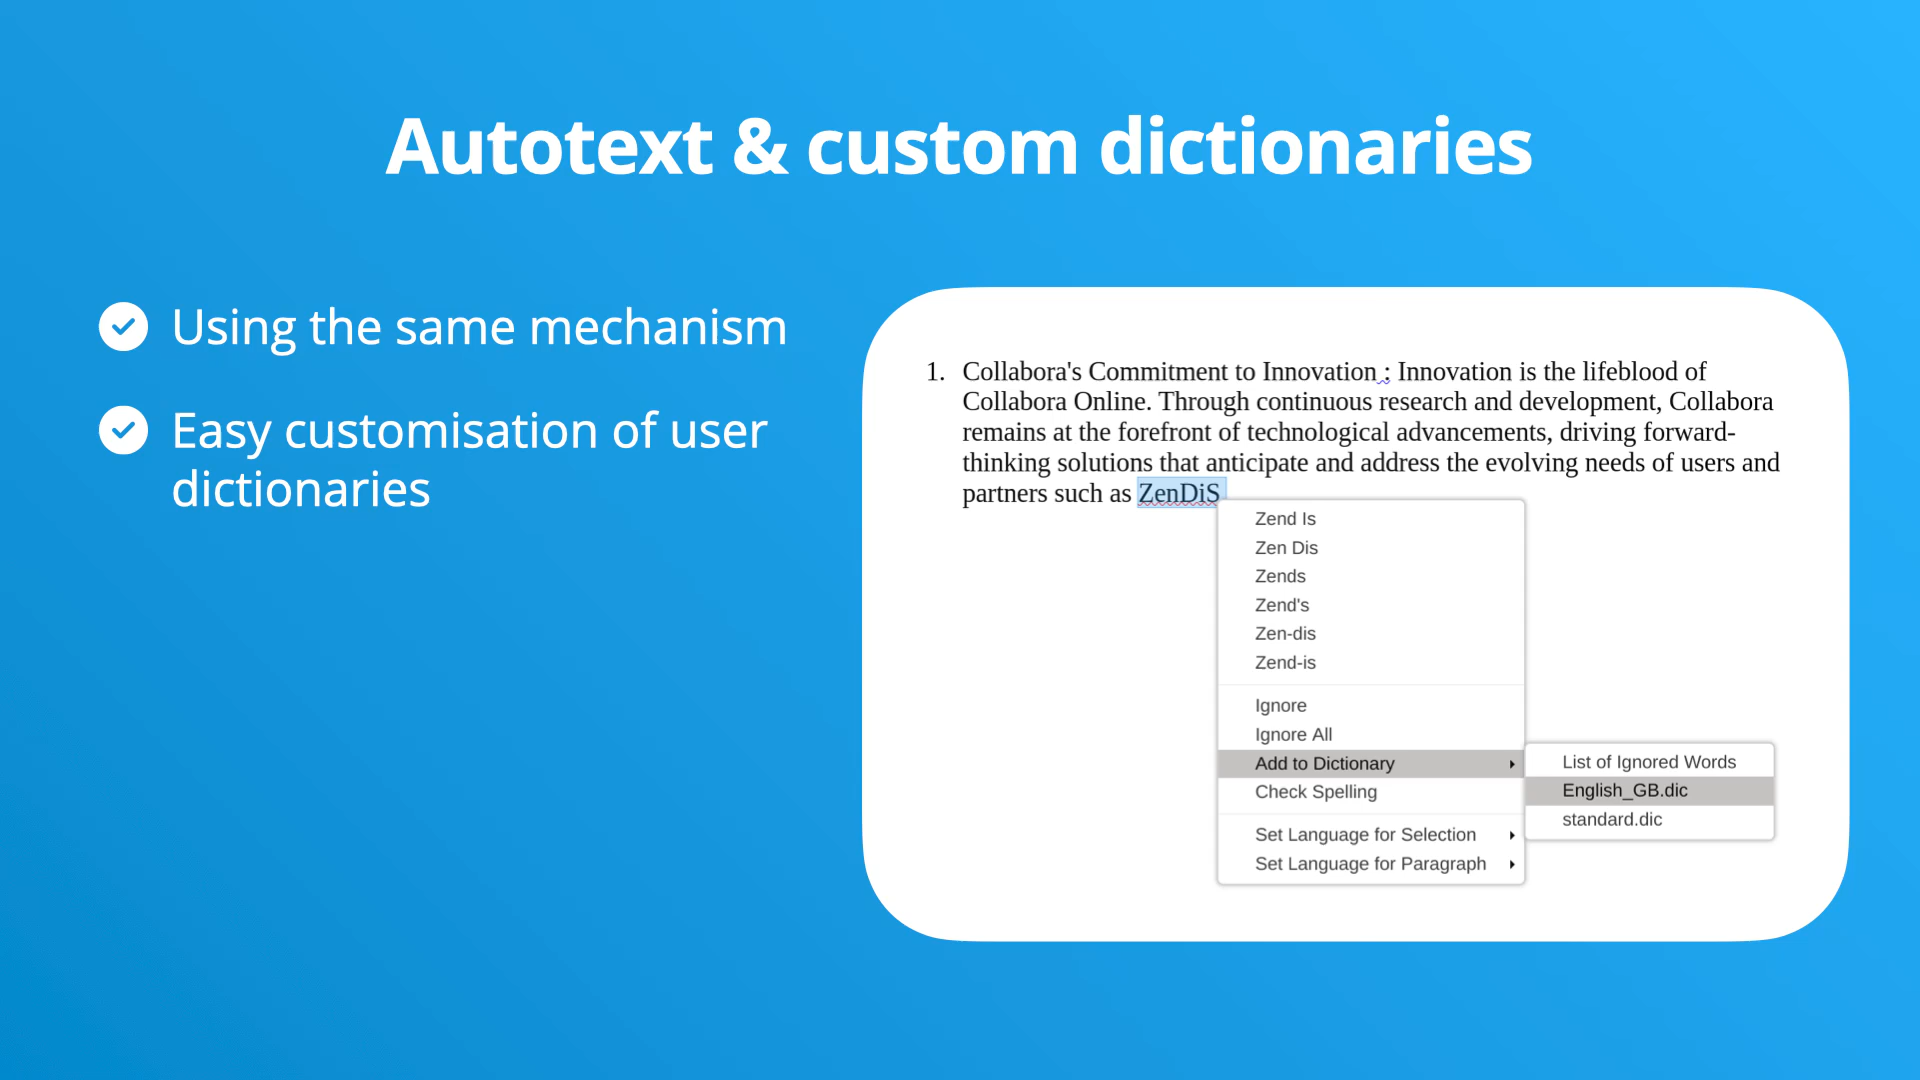 Autotext & custom dictionaries
Using the same mechanism
Easy customisation of user
dictionaries
1. Collabora's Commitment to Innovation : Innovation is the lifeblood of
Collabora Online. Through continuous research and development, Collabora
remains at the forefront of technological advancements, driving forward-
thinking solutions that anticipate and address the evolving needs of users and
partners such as ZenDiS
Zend Is
Zen Dis
Zends
Zend's
Zen-dis
Zend-is
Ignore
Ignore All
Add to Dictionary
Check Spelling
Set Language for Selection
Set Language for Paragraph
List of Ignored Words
English_GB.dic
standard.dic